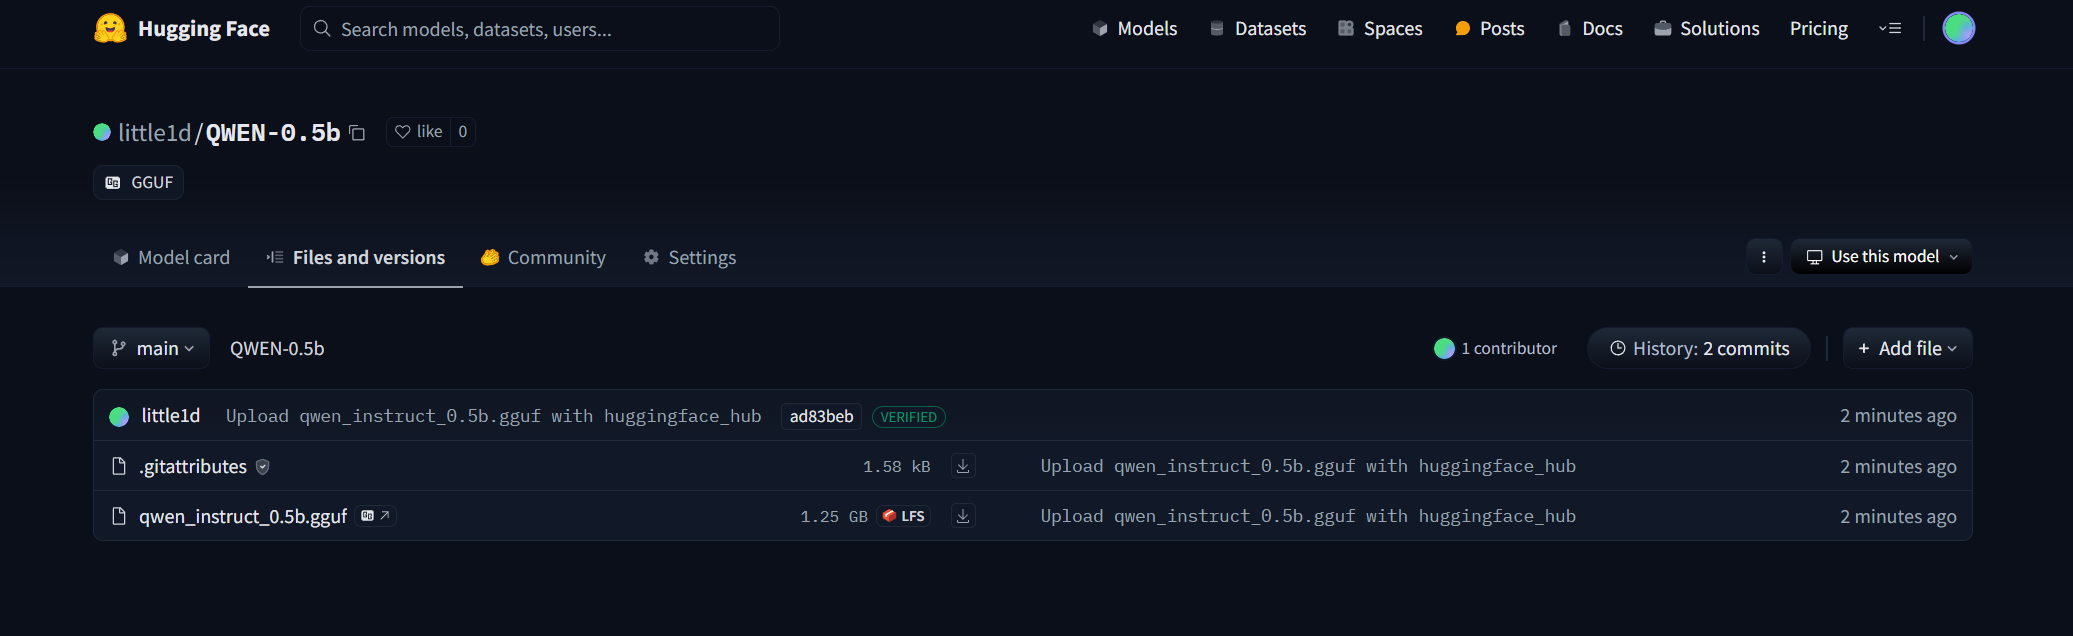 Hugging Face Search models, datasets, users... Models Datasets Spaces Posts Docs Solutions Pricing
little1d/QWEN-0.5b like 0
GGUF
Model card Files and versions Community Settings Use this model
main QWEN-0.5b 1 contributor History: 2 commits + Add file
little1d Upload qwen_instruct_0.5b.gguf with huggingface_hub ad83beb VERIFIED 2 minutes ago
.gitattributes 1.58 kB Upload qwen_instruct_0.5b.gguf with huggingface_hub 2 minutes ago
qwen_instruct_0.5b.gguf 1.25 GB LFS Upload qwen_instruct_0.5b.gguf with huggingface_hub 2 minutes ago